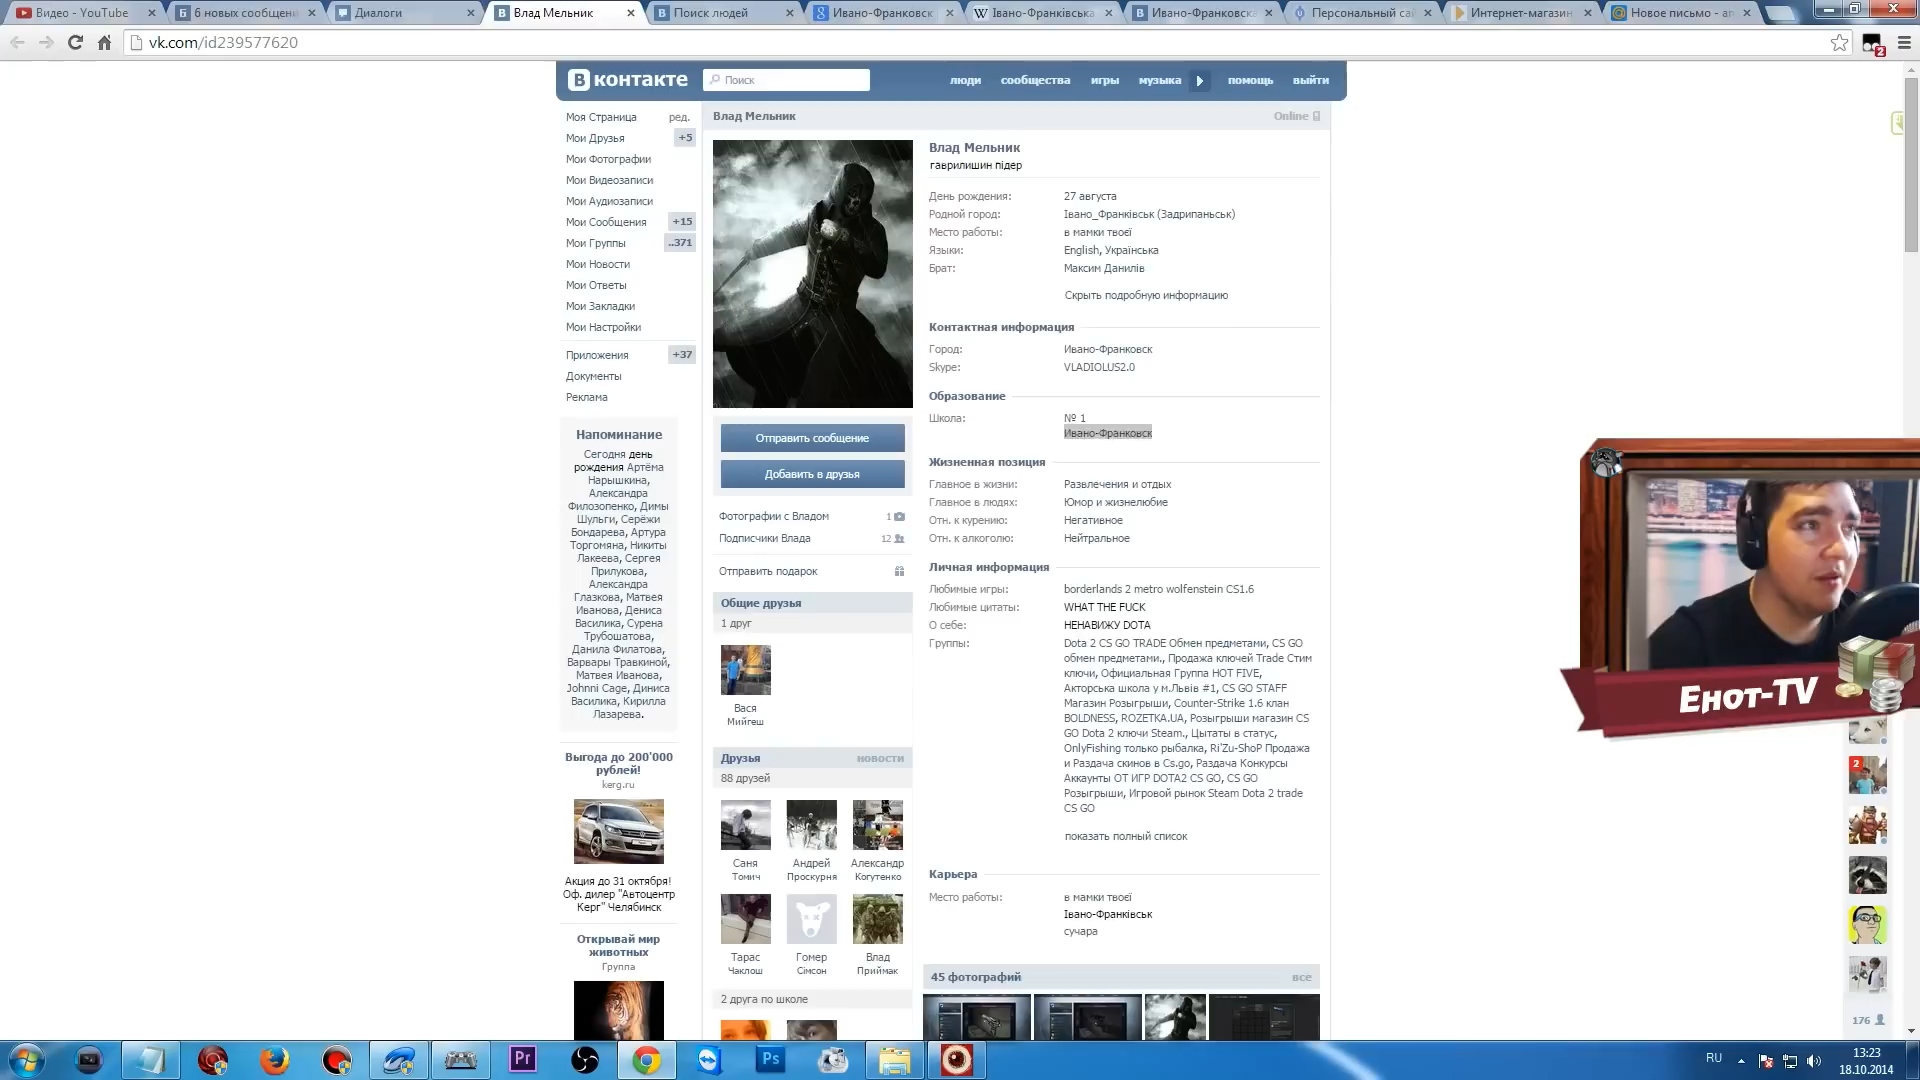 Видео - YouTube
6 новых сообщени
Диалоги
Влад Мельник
Поиск людей
Ивано-Франковск
Івано-Франківська
Ивано-Франковска
Персональный са
Интернет-магазин
Новое письмо - an
vk.com/id239577620
2
В контакте
Поиск
люди
сообщества
игры
музыка
помощь
выйти
Моя Страница
ред.
Мои Друзья
+5
Мои Фотографии
Мои Видеозаписи
Мои Аудиозаписи
Мои Сообщения
+15
Мои Группы
..371
Мои Новости
Мои Ответы
Мои Закладки
Мои Настройки
Приложения
+37
Документы
Реклама
Напоминание
Сегодня день
рождения Артёма
Нарышкина,
Александра
Филозопенко, Димы
Шульги, Серёжи
Бондарева, Артура
Торгомяна, Никиты
Лакеева, Сергея
Прилукова,
Александра
Глазкова, Матвея
Иванова, Дениса
Василика, Сурена
Трубошатова,
Данила Филатова,
Варвары Травкиной,
Матвея Иванова,
Johnni Cage, Диниса
Василика, Кирилла
Лазарева.
Выгода до 200'000
рублей!
kerg.ru
Акция до 31 октября!
Оф. дилер "Автоцентр
Керг" Челябинск
Открывай мир
животных
Группа
Влад Мельник
Online
Отправить сообщение
Добавить в друзья
Фотографии с Владом
1
Подписчики Влада
12
Отправить подарок
Общие друзья
1 друг
Вася
Мийгеш
Друзья
новости
88 друзей
Саня
Томич
Андрей
Проскурня
Александр
Когутенко
Тарас
Чаклош
Гомер
Сімсон
Влад
Приймак
2 друга по школе
Влад Мельник
гаврилишин підер
День рождения:
27 августа
Родной город:
Івано_Франківськ (Задрипаньськ)
Место работы:
в мамки твоєї
Языки:
English, Українська
Брат:
Максим Данилів
Скрыть подробную информацию
Контактная информация
Город:
Ивано-Франковск
Skype:
VLADIOLUS2.0
Образование
Школа:
№ 1
Ивано-Франковск
Жизненная позиция
Главное в жизни:
Развлечения и отдых
Главное в людях:
Юмор и жизнелюбие
Отн. к курению:
Негативное
Отн. к алкоголю:
Нейтральное
Личная информация
Любимые игры:
borderlands 2 metro wolfenstein CS1.6
Любимые цитаты:
WHAT THE FUCK
О себе:
НЕНАВИЖУ DOTA
Группы:
Dota 2 CS GO TRADE Обмен предметами, CS GO
обмен предметами., Продажа ключей Trade Стим
ключи, Официальная Группа HOT FIVE,
Акторська школа у м.Львів #1, CS GO STAFF
Магазин Розыгрыши, Counter-Strike 1.6 клан
BOLDNESS, ROZETKA.UA, Розыгрыши магазин CS
GO Dota 2 ключи Steam., Цытаты в статус,
OnlyFishing только рыбалка, Ri'Zu-ShoP Продажа
и Раздача скинов в Cs.go, Раздача Конкурсы
Аккаунты ОТ ИГР DOTA2 CS GO, CS GO
Розыгрыши, Игровой рынок Steam Dota 2 trade
CS GO
показать полный список
Карьера
Место работы:
в мамки твоєї
Івано-Франківськ
сучара
45 фотографий
все
Енот-TV
2
176
Pr
Ps
RU
13:23
18.10.2014